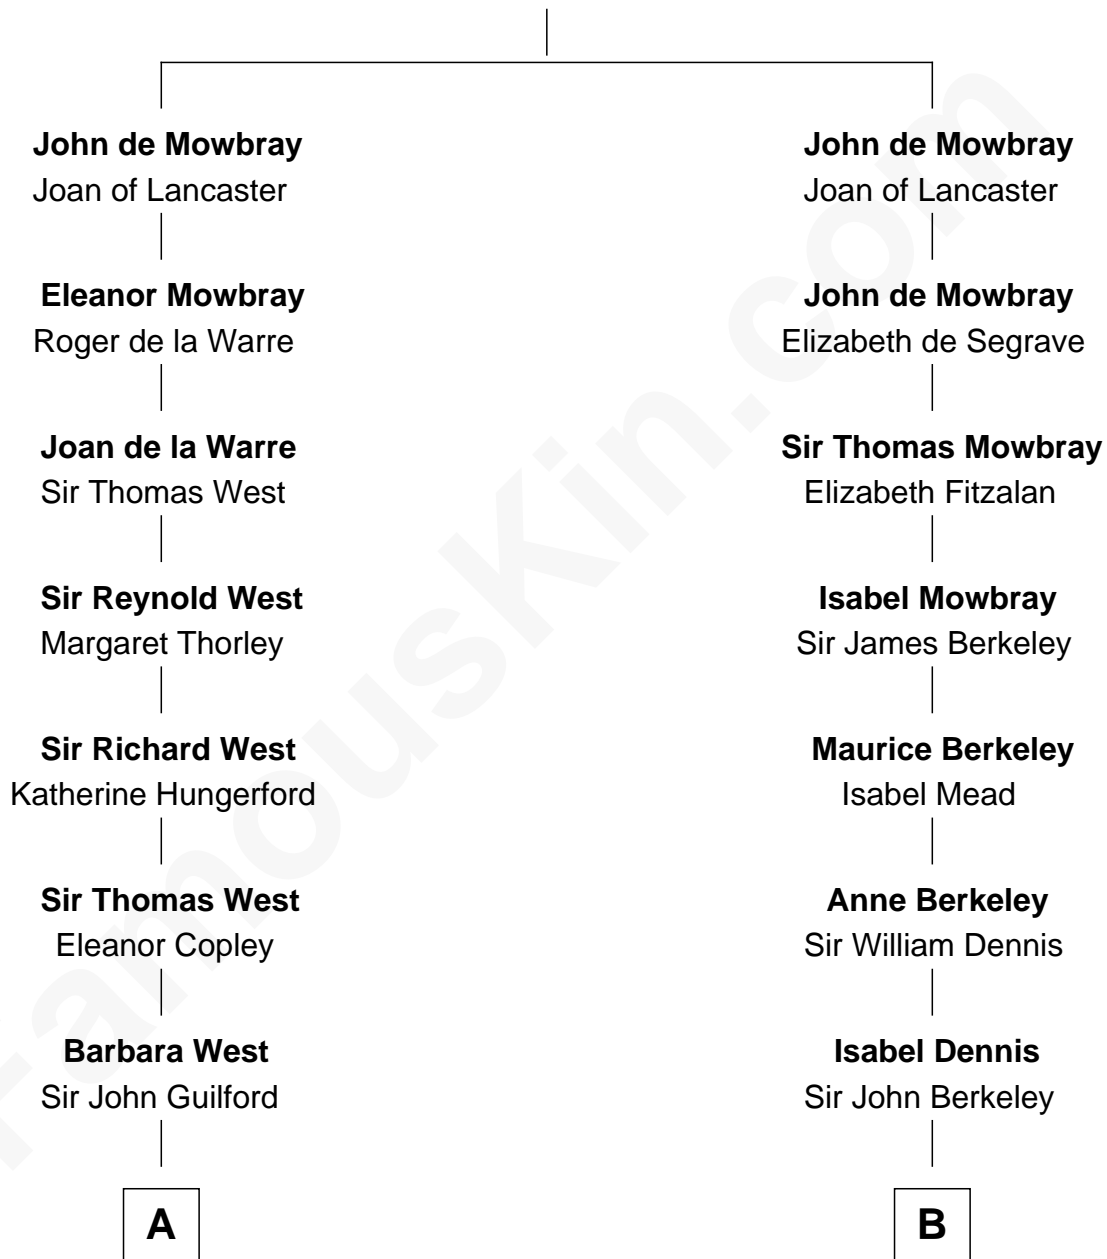 John de Mowbray
Joan of Lancaster
Eleanor Mowbray
Roger de la Warre
Joan de la Warre
Sir Thomas West
Sir Reynold West
Margaret Thorley
Sir Richard West
Katherine Hungerford
Sir Thomas West
Eleanor Copley
Barbara West
Sir John Guilford
A
John de Mowbray
Joan of Lancaster
John de Mowbray
Elizabeth de Segrave
Sir Thomas Mowbray
Elizabeth Fitzalan
Isabel Mowbray
Sir James Berkeley
Maurice Berkeley
Isabel Mead
Anne Berkeley
Sir William Dennis
Isabel Dennis
Sir John Berkeley
B
FamousKin.com